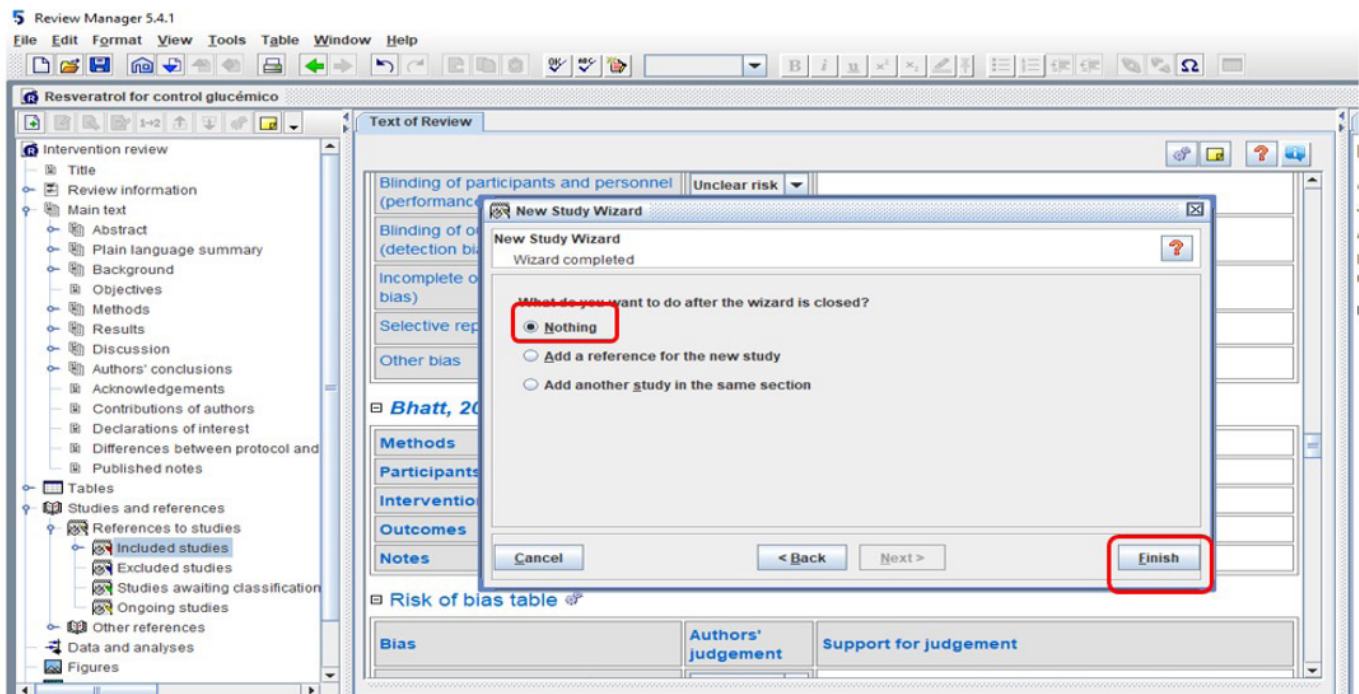 Review Manager 5.4.1
File Edit Format View Tools Table Window Help
Resveratrol for control glucémico
Intervention review
Title
Review information
Main text
Abstract
Plain language summary
Background
Objectives
Methods
Results
Discussion
Authors' conclusions
Acknowledgements
Contributions of authors
Declarations of interest
Differences between protocol and
Published notes
Tables
Studies and references
References to studies
Included studies
Excluded studies
Studies awaiting classification
Ongoing studies
Other references
Data and analyses
Figures
Text of Review
Blinding of participants and personnel Unclear risk
(performance
Blinding of
(detection
Incomplete
bias)
Selective
Other bias
Bhatt,
Methods
Participants
Outcomes
Notes
Risk of bias table
Bias
Authors'
judgement
Support for judgement
New Study Wizard
New Study Wizard
Wizard completed
What do you want to do after the wizard is closed?
Nothing
Add a reference for the new study
Add another study in the same section
Cancel < Back Next > Finish